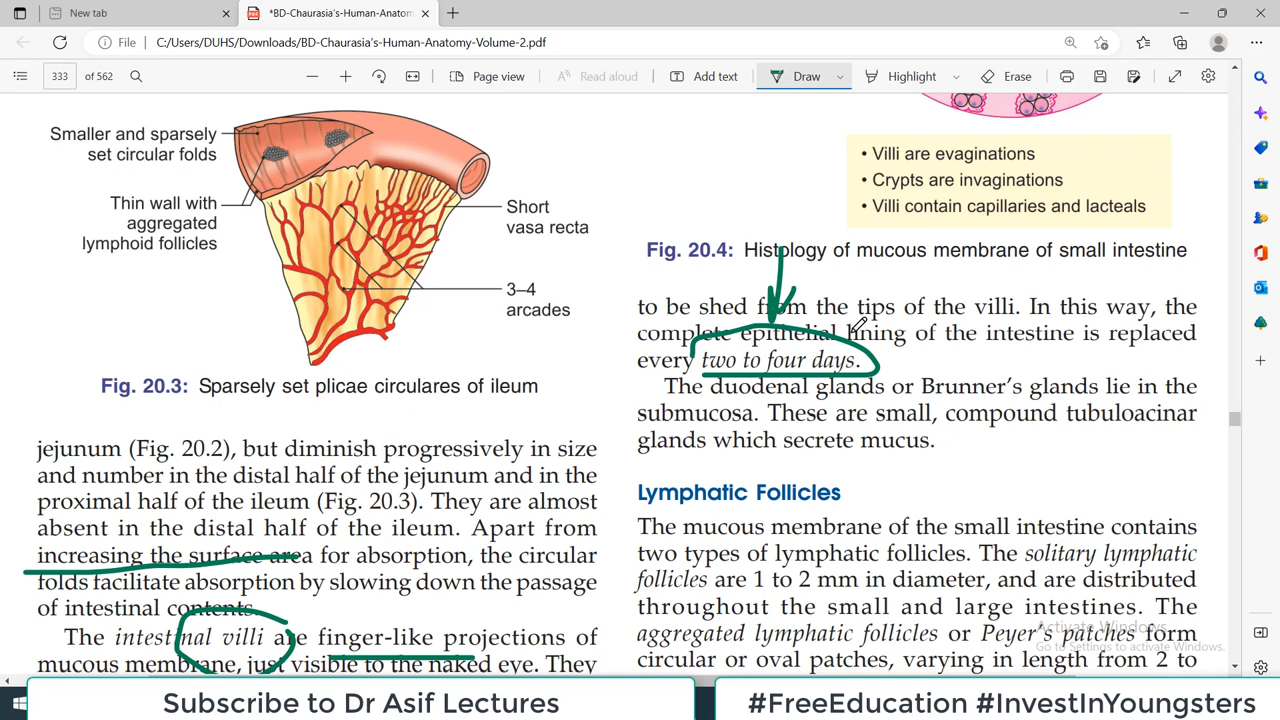 New tab
*BD-Chaurasia's-Human-Anatom
File
C:/Users/DUHS/Downloads/BD-Chaurasia's-Human-Anatomy-Volume-2.pdf
333
of 562
Page view
Read aloud
Add text
Draw
Highlight
Erase
Smaller and sparsely
set circular folds
Thin wall with
aggregated
lymphoid follicles
Short
vasa recta
3–4
arcades
Fig. 20.3: Sparsely set plicae circulares of ileum
jejunum (Fig. 20.2), but diminish progressively in size
and number in the distal half of the jejunum and in the
proximal half of the ileum (Fig. 20.3). They are almost
absent in the distal half of the ileum. Apart from
increasing the surface area for absorption, the circular
folds facilitate absorption by slowing down the passage
of intestinal contents.
The intestinal villi are finger-like projections of
mucous membrane, just visible to the naked eye. They
• Villi are evaginations
• Crypts are invaginations
• Villi contain capillaries and lacteals
Fig. 20.4: Histology of mucous membrane of small intestine
to be shed from the tips of the villi. In this way, the
complete epithelial lining of the intestine is replaced
every two to four days.
The duodenal glands or Brunner's glands lie in the
submucosa. These are small, compound tubuloacinar
glands which secrete mucus.
Lymphatic Follicles
The mucous membrane of the small intestine contains
two types of lymphatic follicles. The solitary lymphatic
follicles are 1 to 2 mm in diameter, and are distributed
throughout the small and large intestines. The
aggregated lymphatic follicles or Peyer's patches form
circular or oval patches, varying in length from 2 to
Activate Windows
Go to Settings to activate Windows.
Subscribe to Dr Asif Lectures
#FreeEducation #InvestInYoungsters